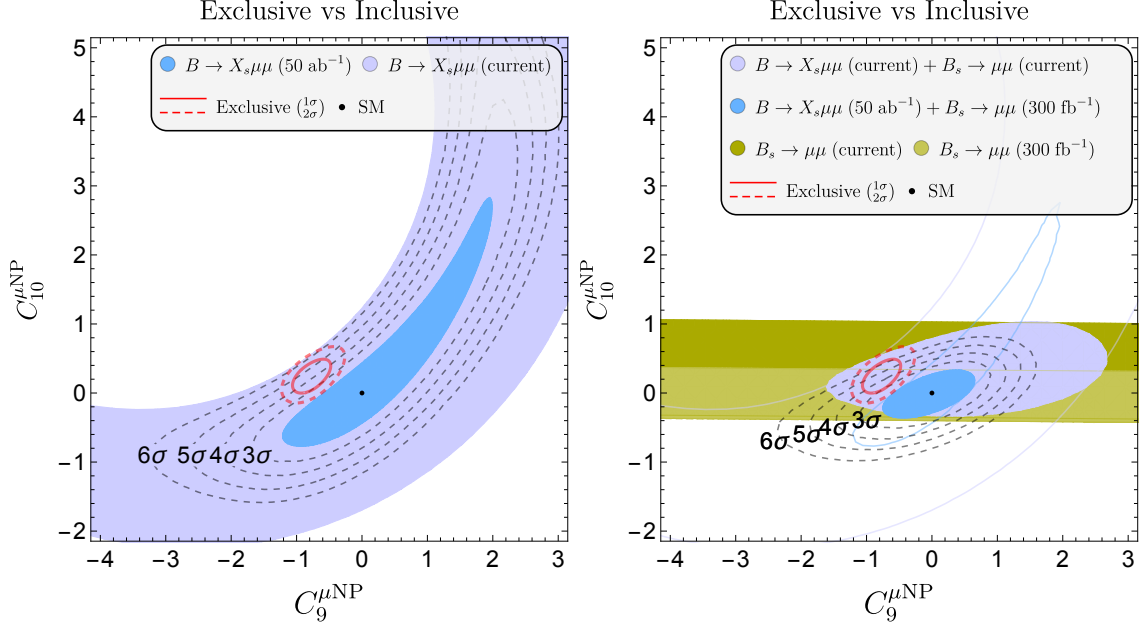 Exclusive vs Inclusive
B → X_sμμ (50 ab⁻¹) B → X_sμμ (current)
Exclusive (1σ 2σ) • SM
5
4
3
2
1
0
−1
−2
C₁₀^μNP
6σ 5σ 4σ 3σ
−4 −3 −2 −1 0 1 2 3
C₉^μNP
Exclusive vs Inclusive
B → X_sμμ (current) + B_s → μμ (current)
B → X_sμμ (50 ab⁻¹) + B_s → μμ (300 fb⁻¹)
B_s → μμ (current) B_s → μμ (300 fb⁻¹)
Exclusive (1σ 2σ) • SM
5
4
3
2
1
0
−1
−2
C₁₀^μNP
6σ 5σ 4σ 3σ
−4 −3 −2 −1 0 1 2 3
C₉^μNP